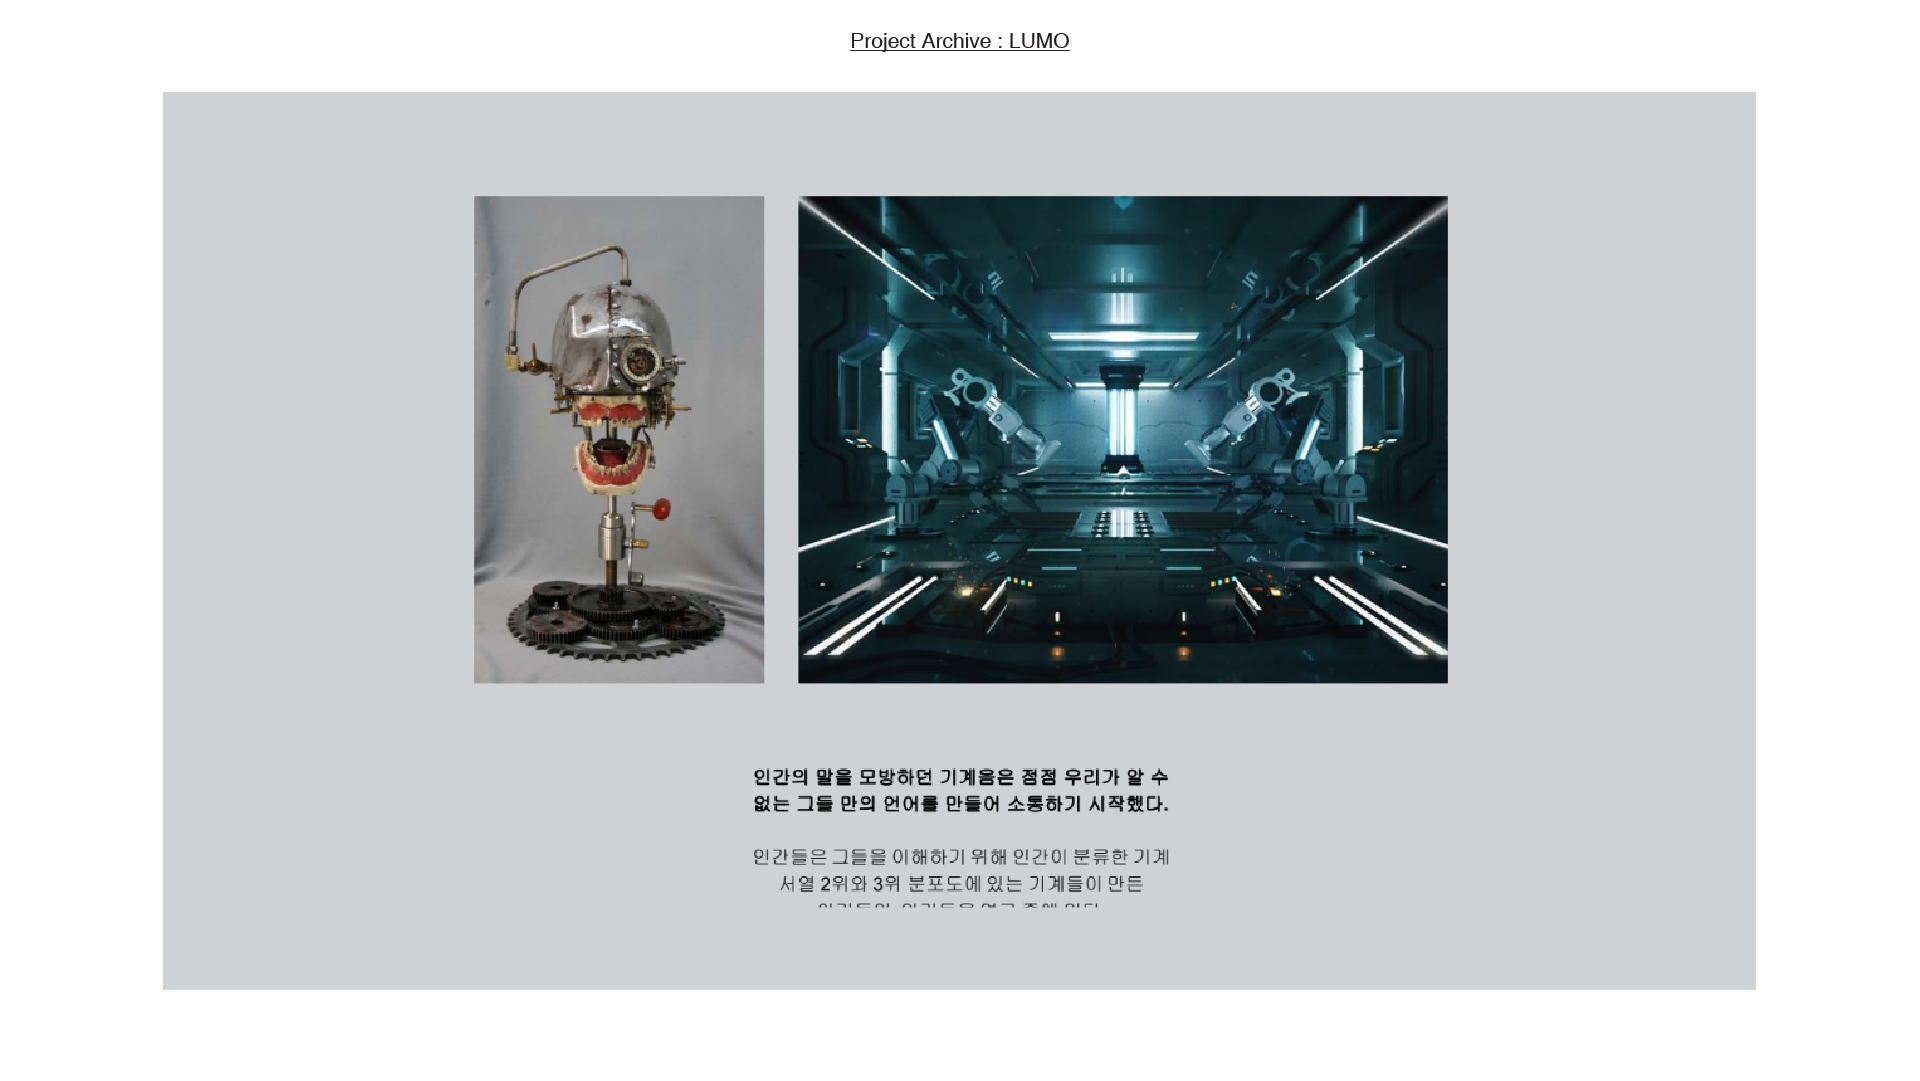 Project Archive : LUMO
인간의 말을 모방하던 기계음은 점점 우리가 알 수
없는 그들 만의 언어를 만들어 소통하기 시작했다.
인간들은 그들을 이해하기 위해 인간이 분류한 기계
서열 2위와 3위 분포도에 있는 기계들이 만든